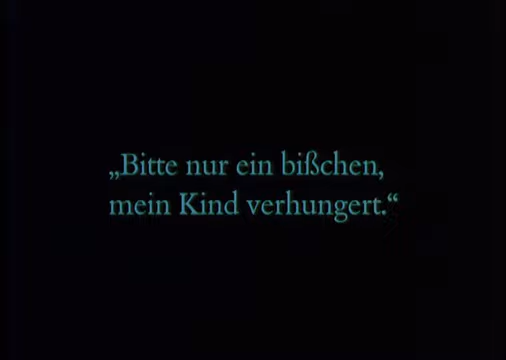 „Bitte nur ein bißchen,
mein Kind verhungert.“